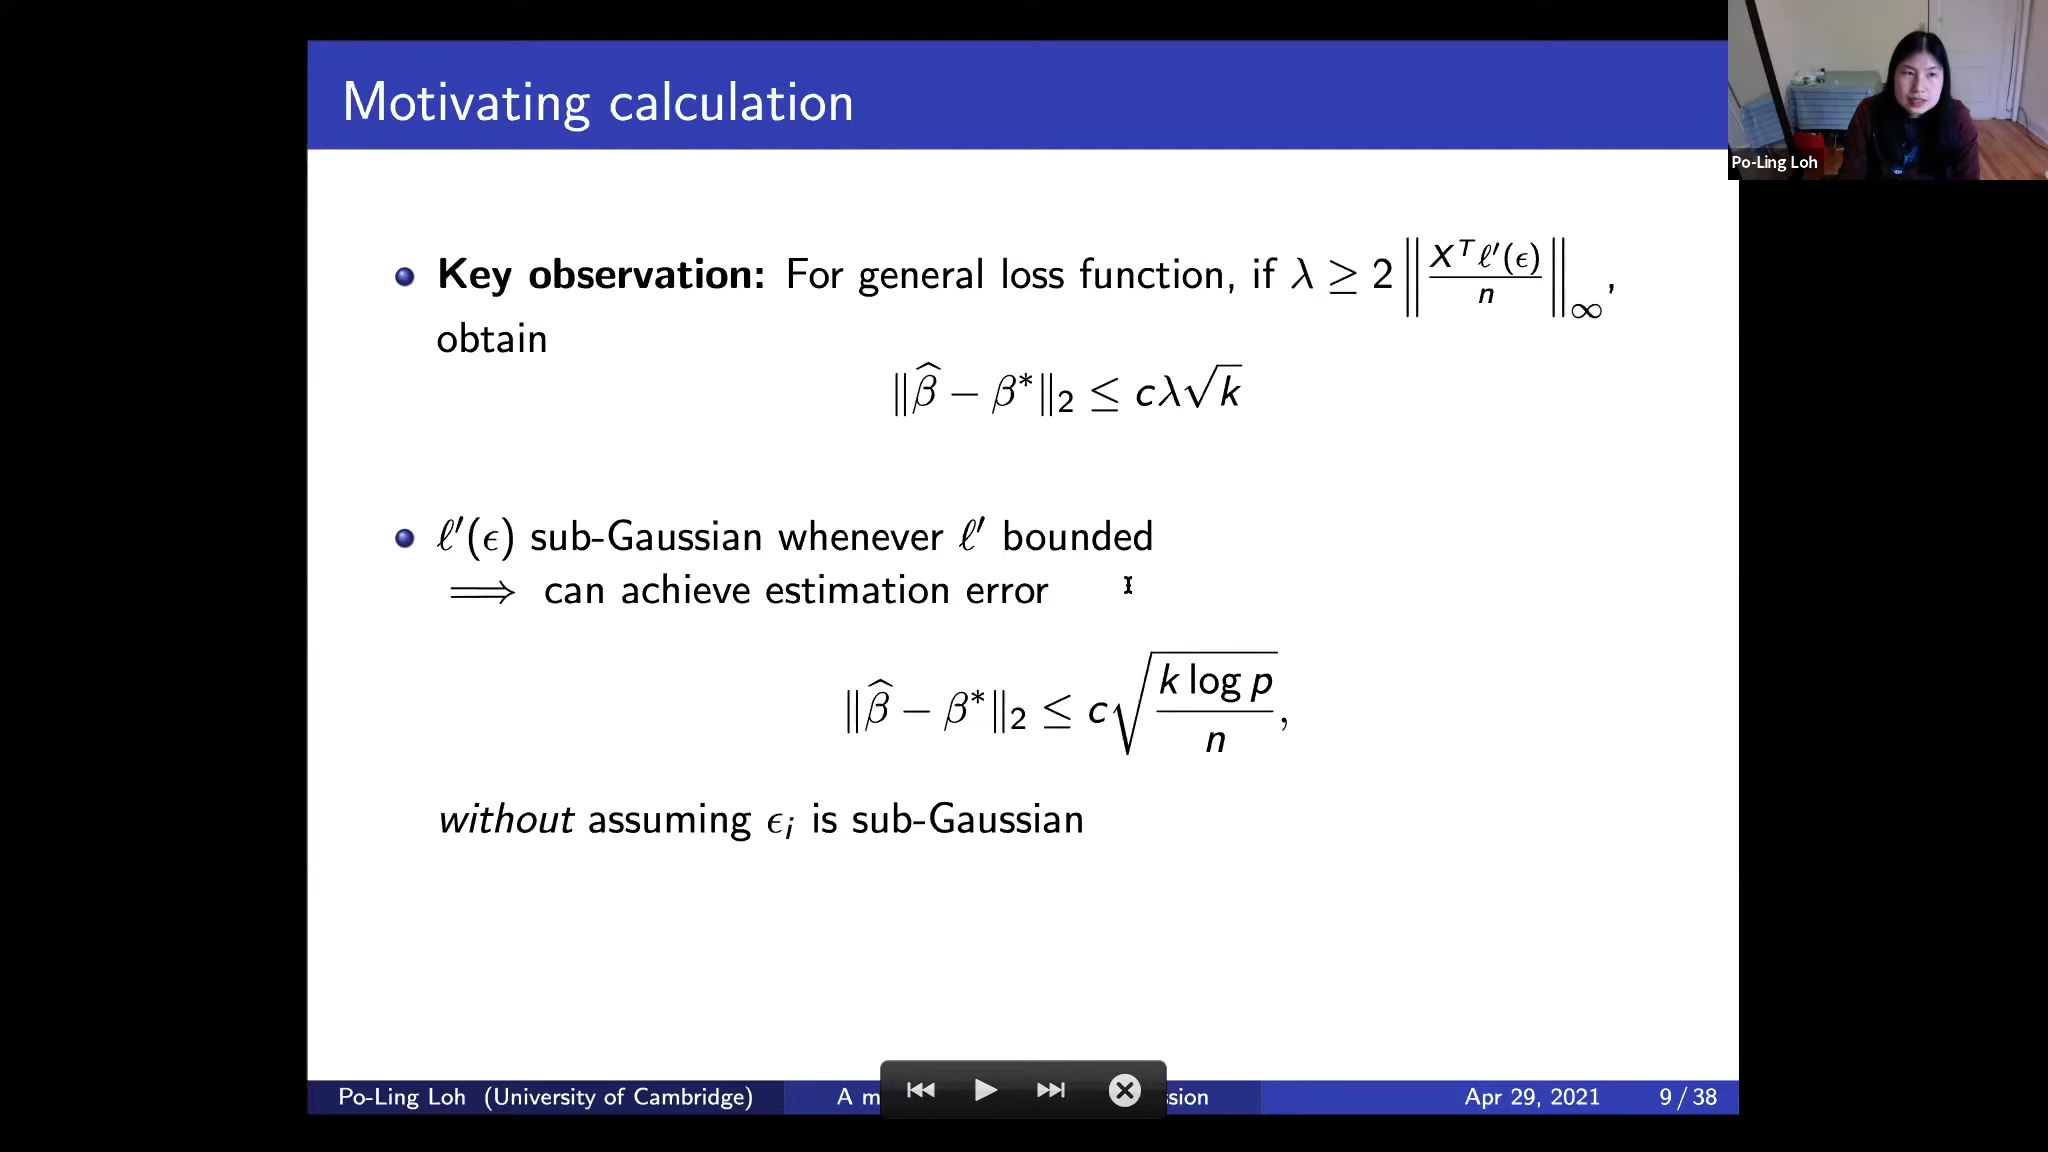 Motivating calculation
Po-Ling Loh
Key observation: For general loss function, if λ ≥ 2 ‖ Xᵀℓ′(ϵ) / n ‖∞,
obtain
‖β̂ − β*‖₂ ≤ cλ√k
ℓ′(ϵ) sub-Gaussian whenever ℓ′ bounded
⟹ can achieve estimation error
‖β̂ − β*‖₂ ≤ c√(k log p / n),
without assuming ϵᵢ is sub-Gaussian
Po-Ling Loh (University of Cambridge) A m Apr 29, 2021 9 / 38